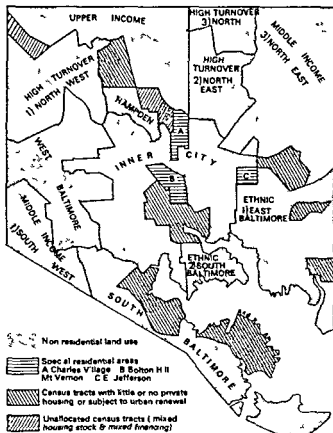 UPPER INCOME
HIGH TURNOVER
3) NORTH EAST
MIDDLE INCOME
3) NORTH EAST
HIGH TURNOVER
1) NORTH WEST
HIGH TURNOVER
2) NORTH
EAST
HAMPDEN
A
INNER CITY
WEST BALTIMORE
B
C
MIDDLE INCOME
1) SOUTH WEST
ETHNIC
1) EAST
BALTIMORE
ETHNIC
2) SOUTH
BALTIMORE
SOUTH BALTIMORE
Non residential land use
Special residential areas
A Charles Village B Bolton Hill
Mt Vernon C E Jefferson
Census tracts with little or no private
housing or subject to urban renewal
Unallocated census tracts ( mixed
housing stock & mixed financing)